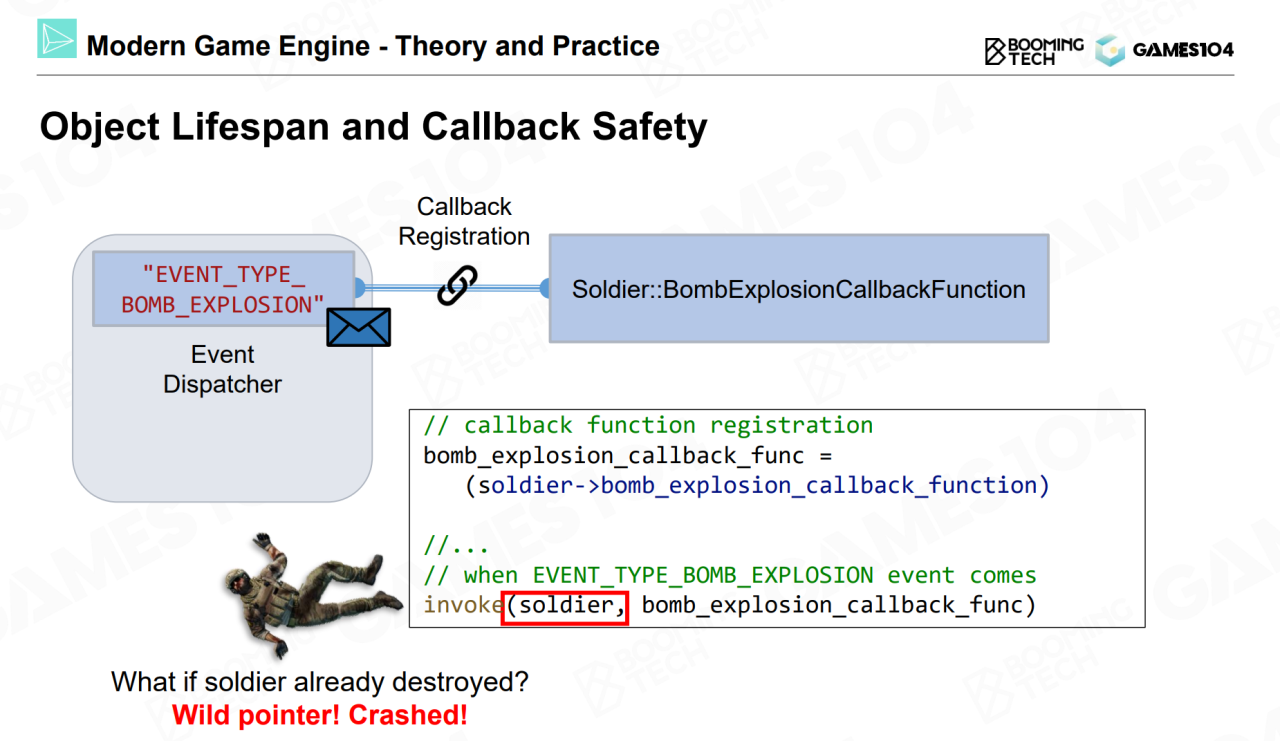 Modern Game Engine - Theory and Practice
BOOMING
TECH
GAMES104
Object Lifespan and Callback Safety
Callback
Registration
"EVENT_TYPE_
BOMB_EXPLOSION"
Event
Dispatcher
Soldier::BombExplosionCallbackFunction
// callback function registration
bomb_explosion_callback_func =
(soldier->bomb_explosion_callback_function)
//...
// when EVENT_TYPE_BOMB_EXPLOSION event comes
invoke(soldier, bomb_explosion_callback_func)
What if soldier already destroyed?
Wild pointer! Crashed!